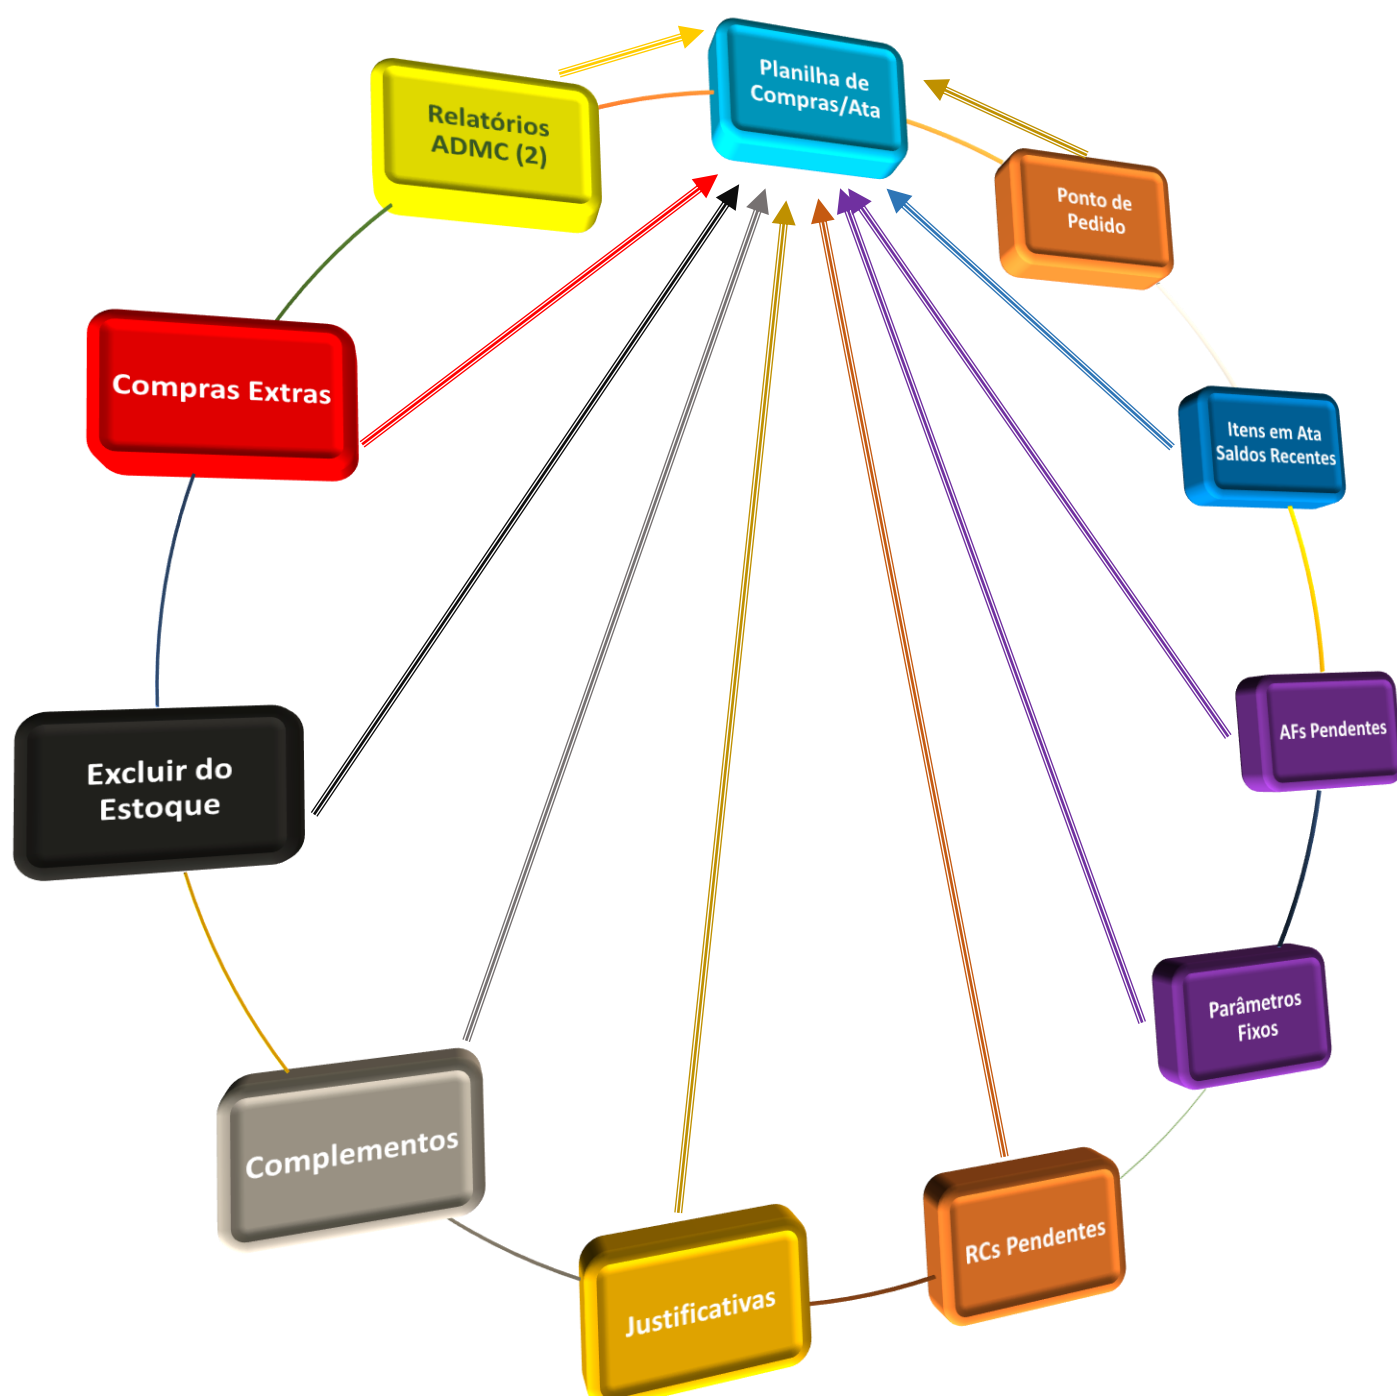 Planilha de
Compras/Ata
Ponto de
Pedido
Itens em Ata
Saldos Recentes
AFs Pendentes
Parâmetros
Fixos
RCs Pendentes
Justificativas
Complementos
Excluir do
Estoque
Compras Extras
Relatórios
ADMC (2)